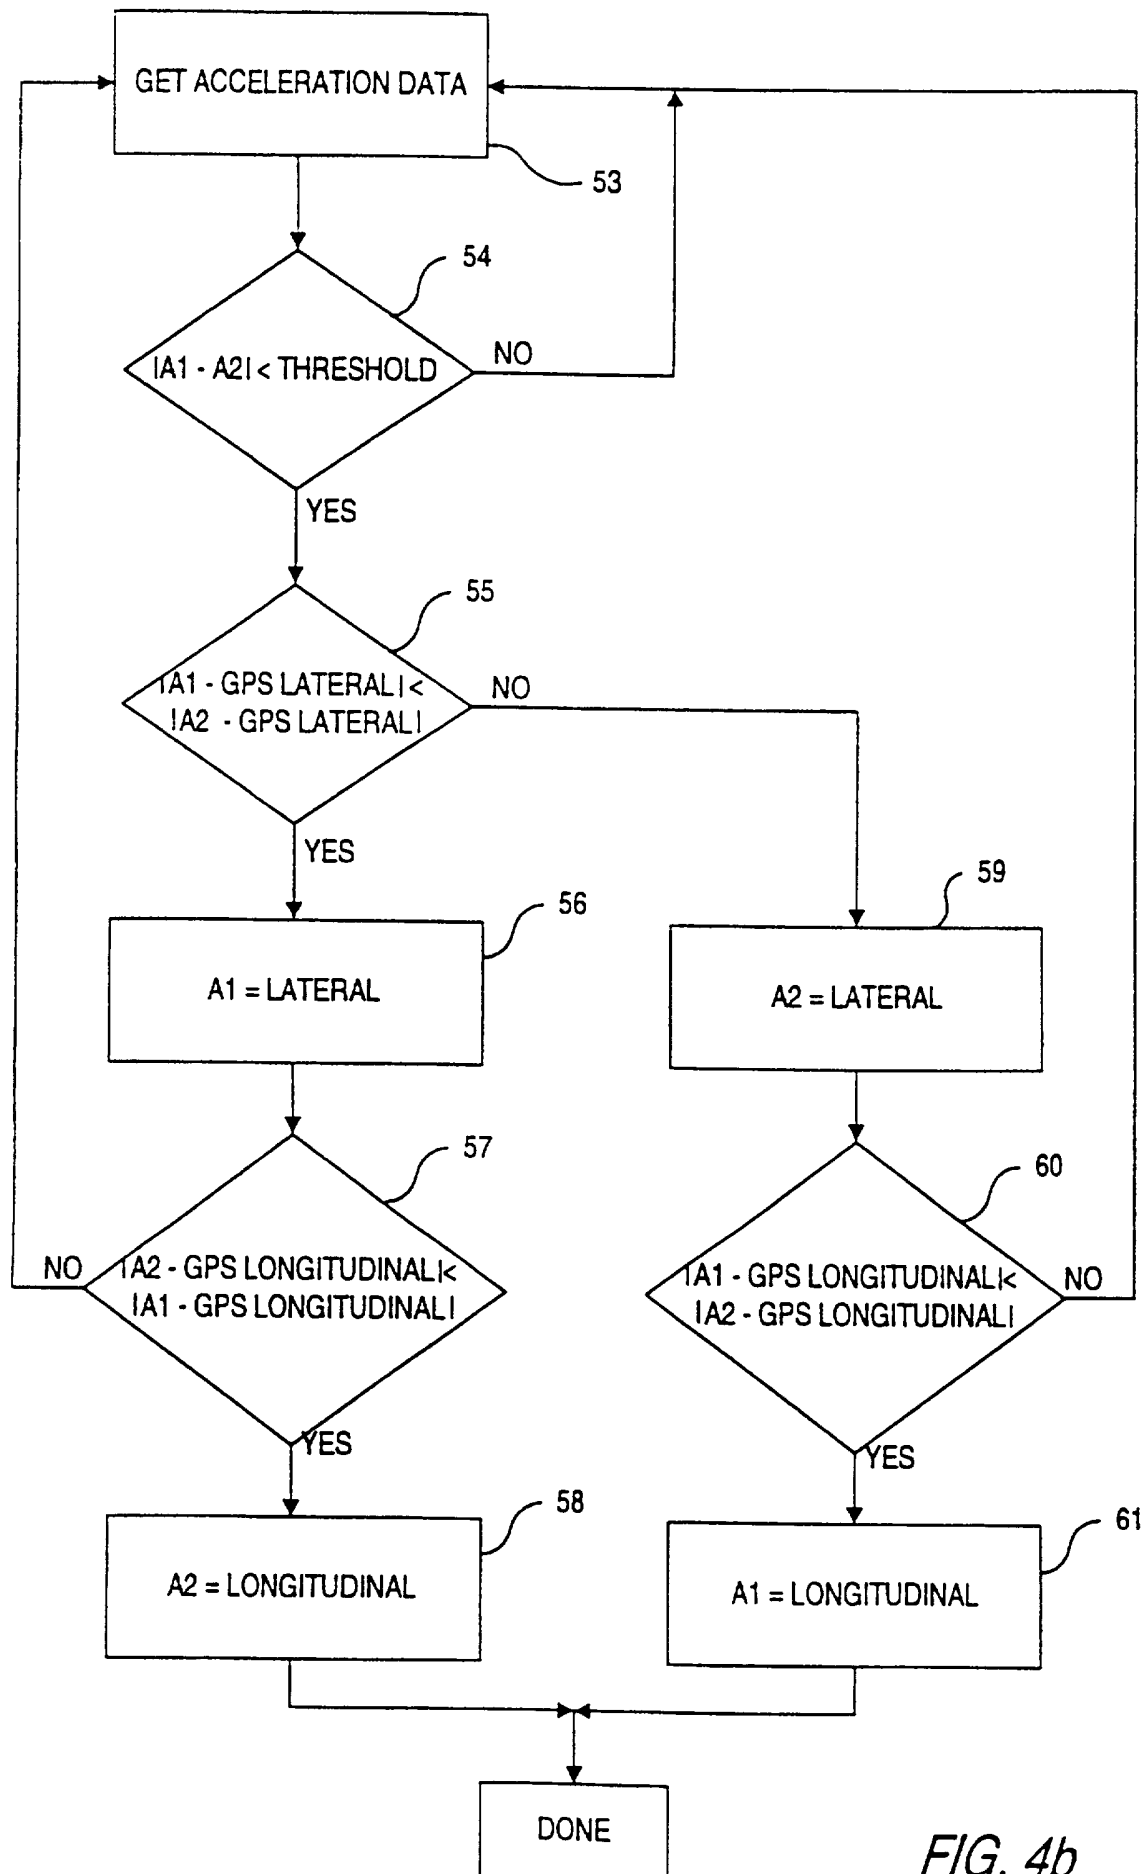 GET ACCELERATION DATA
53
54
|A1 - A2| < THRESHOLD
NO
YES
55
|A1 - GPS LATERAL| <
|A2 - GPS LATERAL|
NO
YES
56
A1 = LATERAL
59
A2 = LATERAL
57
NO
|A2 - GPS LONGITUDINAL| <
|A1 - GPS LONGITUDINAL|
YES
60
|A1 - GPS LONGITUDINAL| <
|A2 - GPS LONGITUDINAL|
NO
YES
58
A2 = LONGITUDINAL
61
A1 = LONGITUDINAL
DONE
FIG. 4b